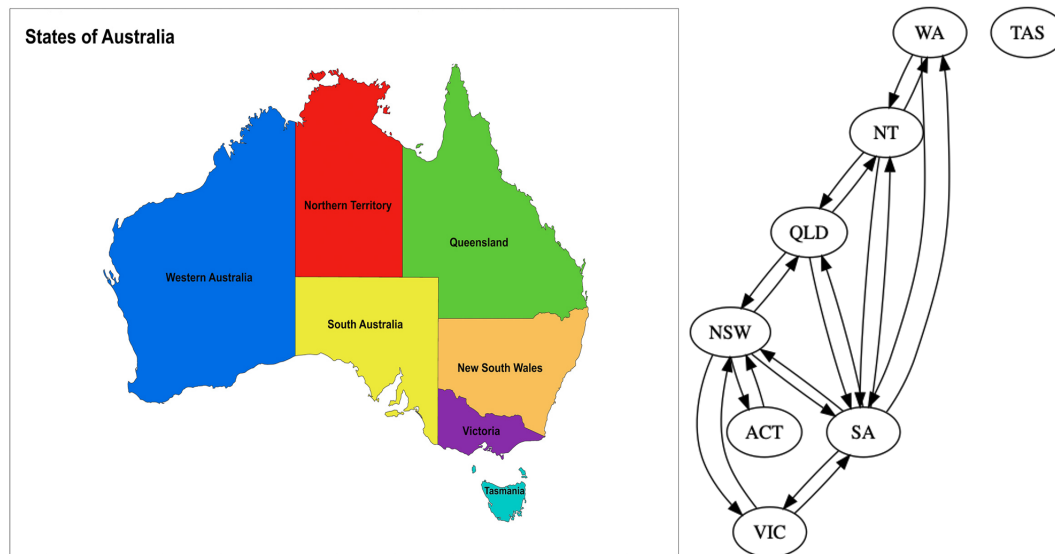 States of Australia
Northern Territory
Queensland
Western Australia
South Australia
New South Wales
Victoria
Tasmania
WA
TAS
NT
QLD
NSW
ACT
SA
VIC